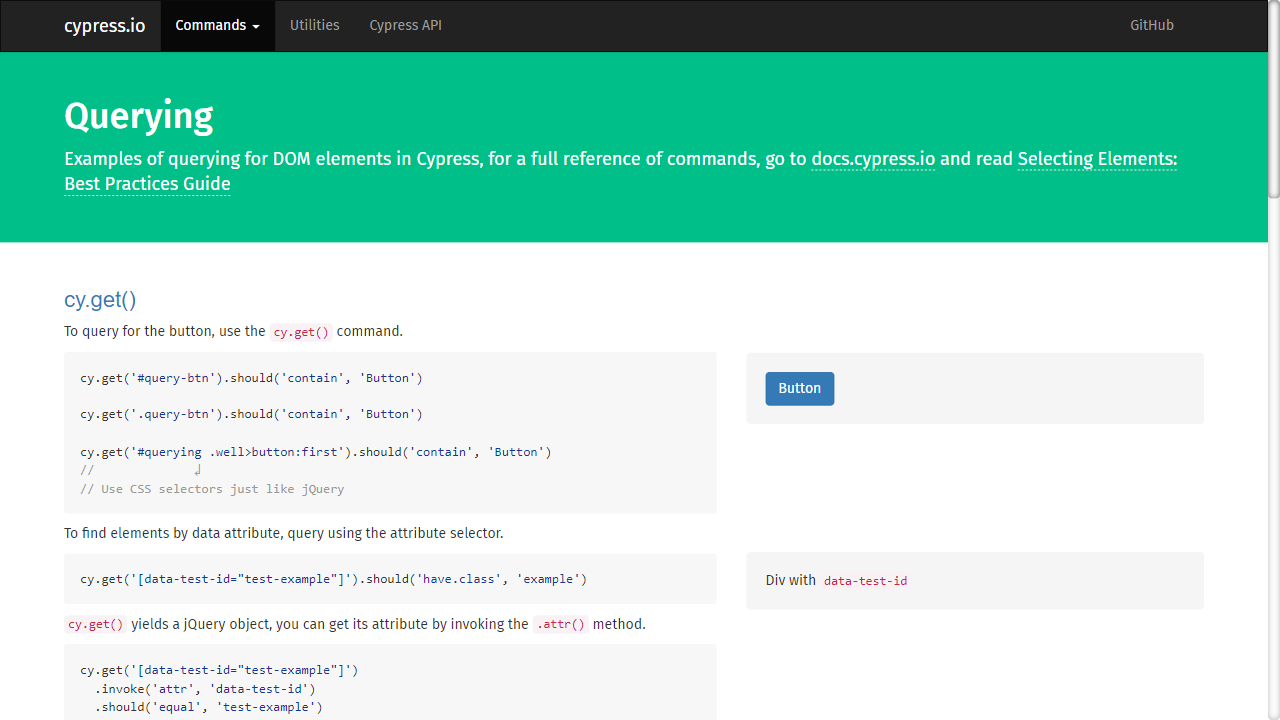 cypress.io Commands Utilities Cypress API GitHub
Querying
Examples of querying for DOM elements in Cypress, for a full reference of commands, go to docs.cypress.io and read Selecting Elements:
Best Practices Guide
cy.get()
To query for the button, use the cy.get() command.
cy.get('#query-btn').should('contain', 'Button')
cy.get('.query-btn').should('contain', 'Button')
cy.get('#querying .well>button:first').should('contain', 'Button')
// ↲
// Use CSS selectors just like jQuery
Button
To find elements by data attribute, query using the attribute selector.
cy.get('[data-test-id="test-example"]').should('have.class', 'example')
Div with data-test-id
cy.get() yields a jQuery object, you can get its attribute by invoking the .attr() method.
cy.get('[data-test-id="test-example"]')
.invoke('attr', 'data-test-id')
.should('equal', 'test-example')